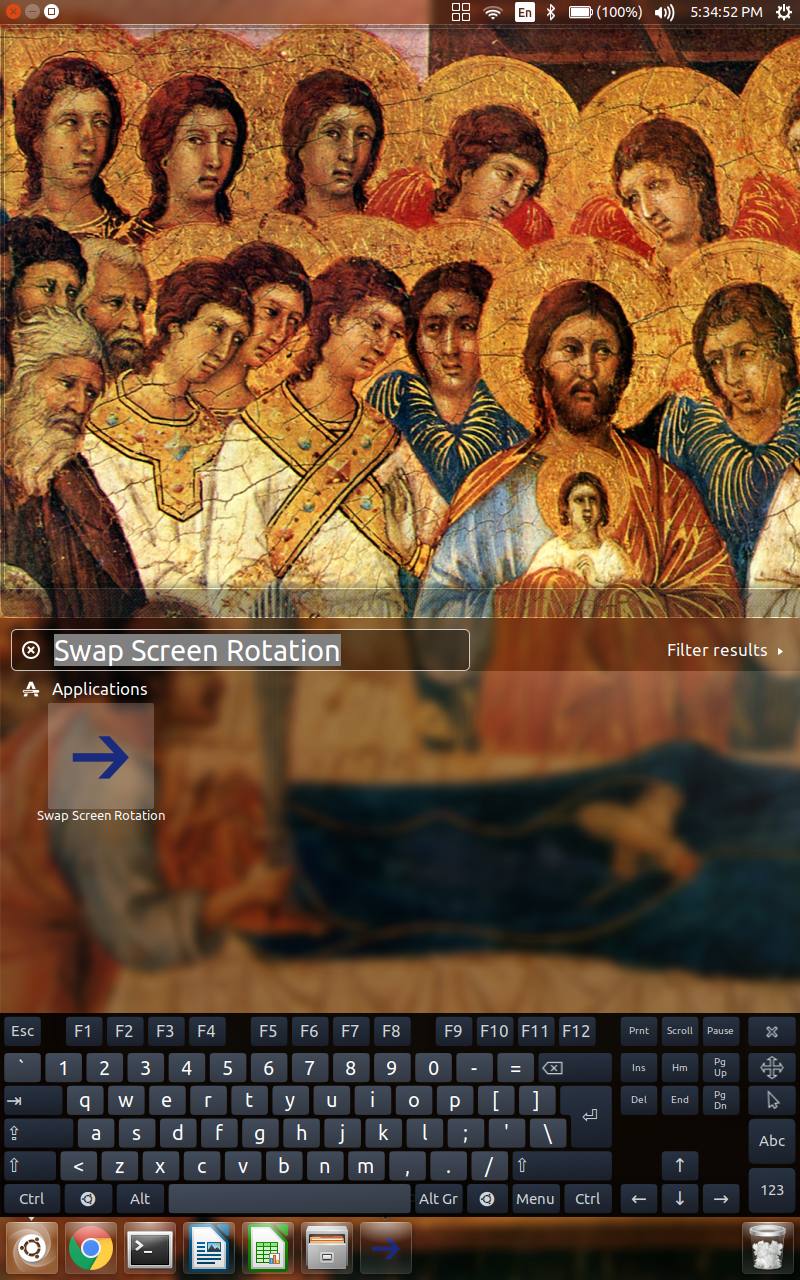 En (100%) 5:34:52 PM
Swap Screen Rotation Filter results
Applications
Swap Screen Rotation
Esc F1 F2 F3 F4 F5 F6 F7 F8 F9 F10 F11 F12 Prnt Scroll Pause
` 1 2 3 4 5 6 7 8 9 0 - = Ins Hm Pg Up
q w e r t y u i o p [ ] Del End Pg Dn
a s d f g h j k l ; ' \ Abc
< z x c v b n m , . / 123
Ctrl Alt Alt Gr Menu Ctrl